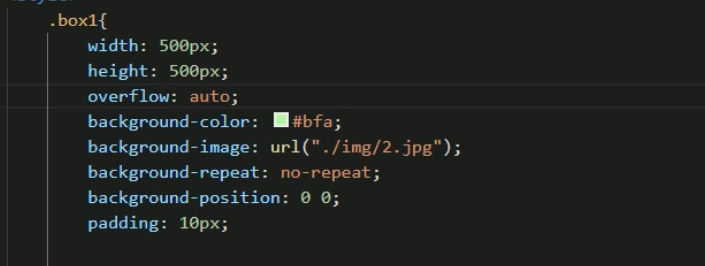 .box1{
width: 500px;
height: 500px;
overflow: auto;
background-color: #bfa;
background-image: url("./img/2.jpg");
background-repeat: no-repeat;
background-position: 0 0;
padding: 10px;